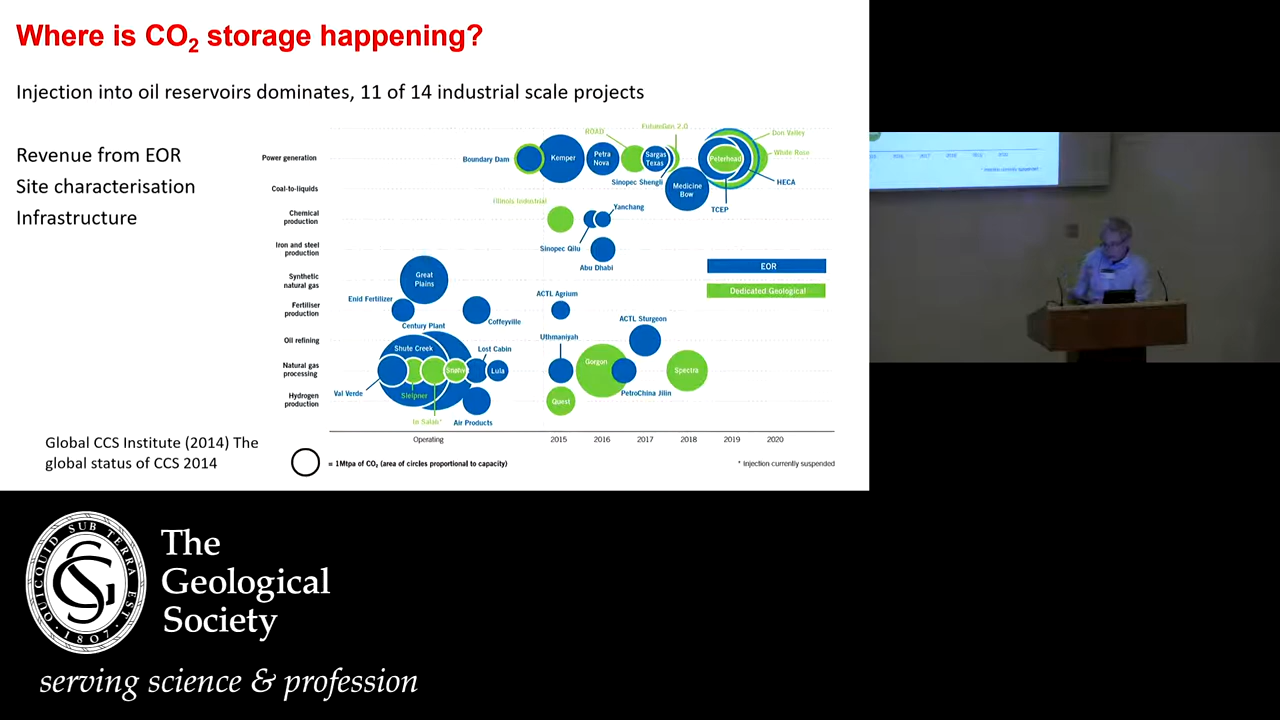 Where is CO2 storage happening?
Injection into oil reservoirs dominates, 11 of 14 industrial scale projects
Revenue from EOR
Site characterisation
Infrastructure
Power generation
Coal-to-liquids
Chemical
production
Iron and steel
production
Synthetic
natural gas
Fertiliser
production
Oil refining
Natural gas
processing
Hydrogen
production
Boundary Dam
Kemper
Petra
Nova
ROAD
Sargas
Texas
FutureGen 2.0
Sinopec Shengli
Medicine
Bow
Peterhead
Don Valley
White Rose
HECA
TCEP
Illinois Industrial
Yanchang
Sinopec Qilu
Abu Dhabi
EOR
Dedicated Geological
Great
Plains
Enid Fertilizer
Coffeyville
ACTL Agrium
ACTL Sturgeon
Century Plant
Shute Creek
Lost Cabin
Uthmaniyah
Val Verde
Sleipner
Lula
Gorgon
PetroChina Jilin
Spectra
In Salah*
Air Products
Quest
Operating
2015
2016
2017
2018
2019
2020
= 1Mtpa of CO2 (area of circles proportional to capacity)
* Injection currently suspended
Global CCS Institute (2014) The
global status of CCS 2014
QUICQUID SUB TERRA EST
1807
The
Geological
Society
serving science & profession